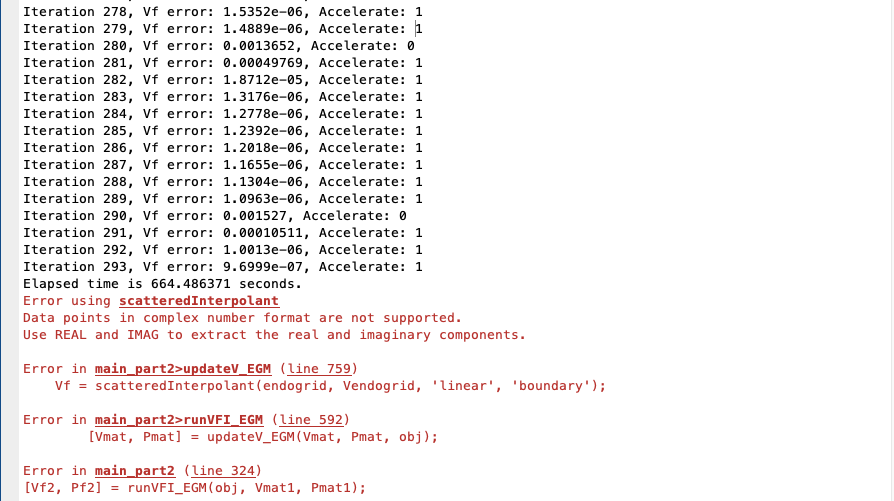 Iteration 278, Vf error: 1.5352e-06, Accelerate: 1
Iteration 279, Vf error: 1.4889e-06, Accelerate: 1
Iteration 280, Vf error: 0.0013652, Accelerate: 0
Iteration 281, Vf error: 0.00049769, Accelerate: 1
Iteration 282, Vf error: 1.8712e-05, Accelerate: 1
Iteration 283, Vf error: 1.3176e-06, Accelerate: 1
Iteration 284, Vf error: 1.2778e-06, Accelerate: 1
Iteration 285, Vf error: 1.2392e-06, Accelerate: 1
Iteration 286, Vf error: 1.2018e-06, Accelerate: 1
Iteration 287, Vf error: 1.1655e-06, Accelerate: 1
Iteration 288, Vf error: 1.1304e-06, Accelerate: 1
Iteration 289, Vf error: 1.0963e-06, Accelerate: 1
Iteration 290, Vf error: 0.001527, Accelerate: 0
Iteration 291, Vf error: 0.00010511, Accelerate: 1
Iteration 292, Vf error: 1.0013e-06, Accelerate: 1
Iteration 293, Vf error: 9.6999e-07, Accelerate: 1
Elapsed time is 664.486371 seconds.
Error using scatteredInterpolant
Data points in complex number format are not supported.
Use REAL and IMAG to extract the real and imaginary components.
Error in main_part2>updateV_EGM (line 759)
Vf = scatteredInterpolant(endogrid, Vendogrid, 'linear', 'boundary');
Error in main_part2>runVFI_EGM (line 592)
[Vmat, Pmat] = updateV_EGM(Vmat, Pmat, obj);
Error in main_part2 (line 324)
[Vf2, Pf2] = runVFI_EGM(obj, Vmat1, Pmat1);